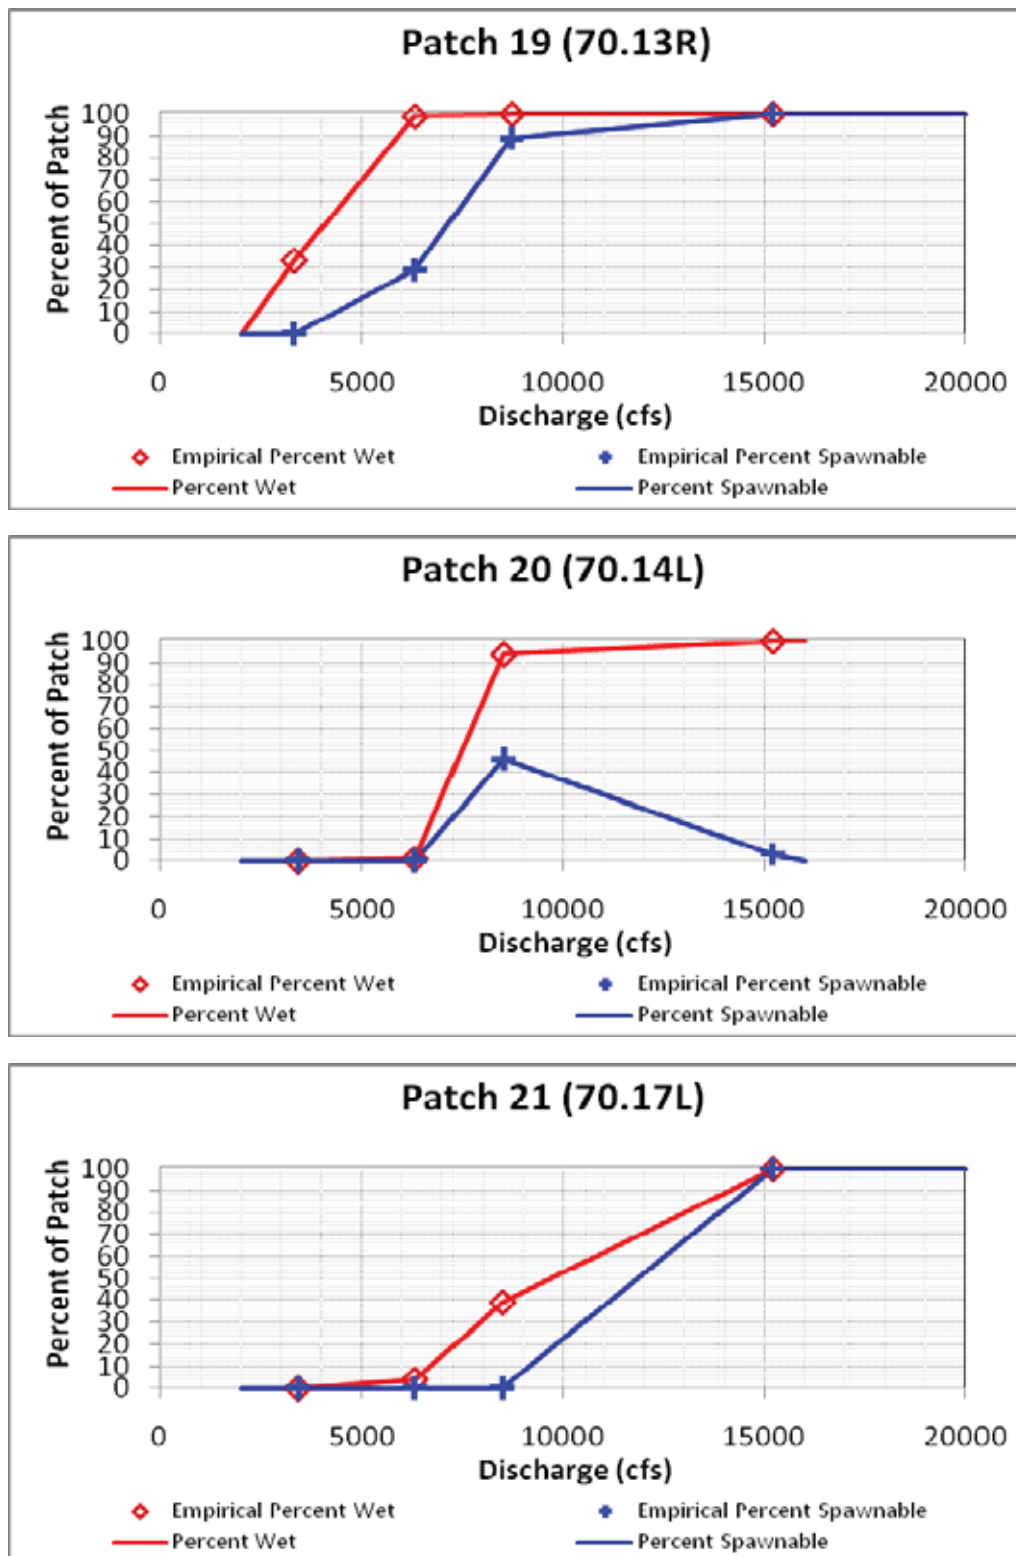 Patch 19 (70.13R)
Percent of Patch
100
90
80
70
60
50
40
30
20
10
0
0 5000 10000 15000 20000
Discharge (cfs)
Empirical Percent Wet Empirical Percent Spawnable
Percent Wet Percent Spawnable
Patch 20 (70.14L)
Percent of Patch
100
90
80
70
60
50
40
30
20
10
0
0 5000 10000 15000 20000
Discharge (cfs)
Empirical Percent Wet Empirical Percent Spawnable
Percent Wet Percent Spawnable
Patch 21 (70.17L)
Percent of Patch
100
90
80
70
60
50
40
30
20
10
0
0 5000 10000 15000 20000
Discharge (cfs)
Empirical Percent Wet Empirical Percent Spawnable
Percent Wet Percent Spawnable